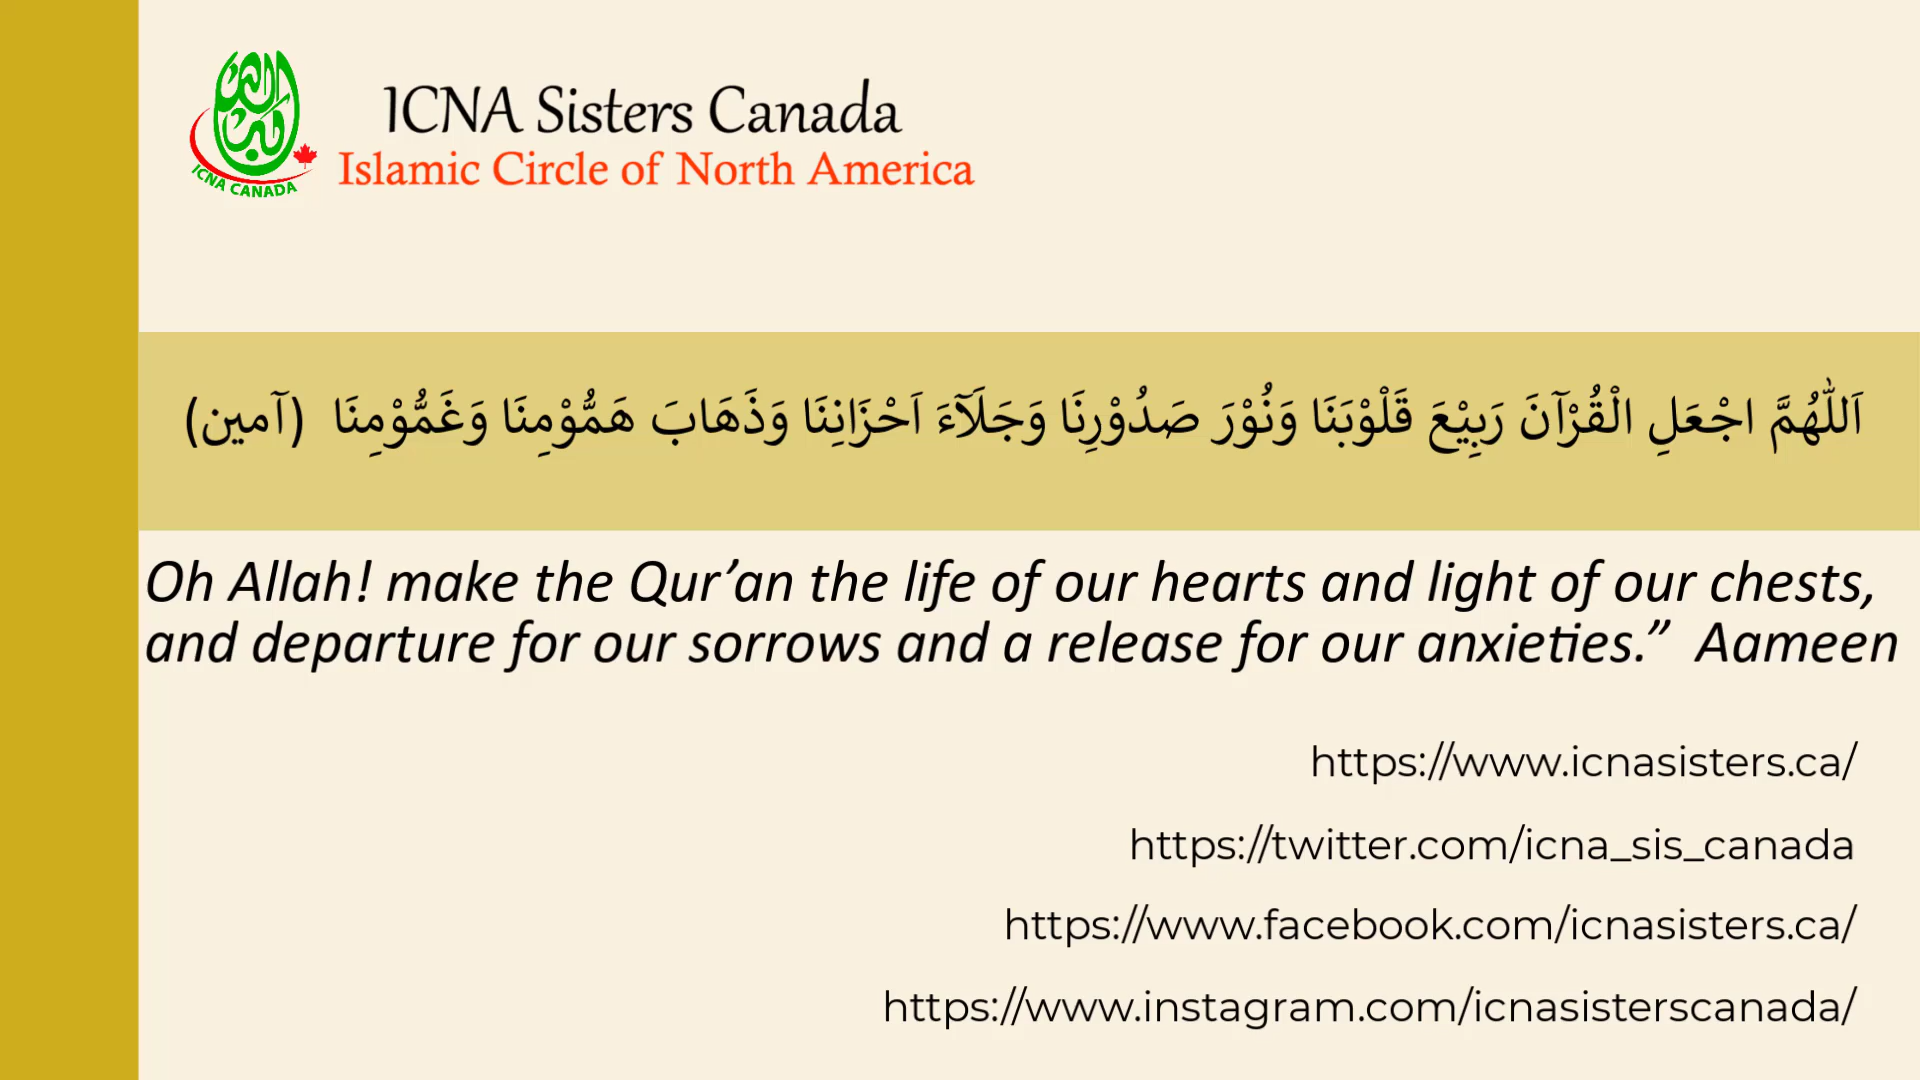 ICNA CANADA
ICNA Sisters Canada
Islamic Circle of North America
اَللّٰهُمَّ اجْعَلِ الْقُرْآنَ رَبِيْعَ قَلْوْبَنَا وَنُوْرَ صَدُوْرِنَا وَجَلَآءَ اَحْزَانِنَا وَذَهَابَ هَمُّوْمِنَا وَغَمُّوْمِنَا (آمين)
Oh Allah! make the Qur’an the life of our hearts and light of our chests,
and departure for our sorrows and a release for our anxieties.” Aameen
https://www.icnasisters.ca/
https://twitter.com/icna_sis_canada
https://www.facebook.com/icnasisters.ca/
https://www.instagram.com/icnasisterscanada/